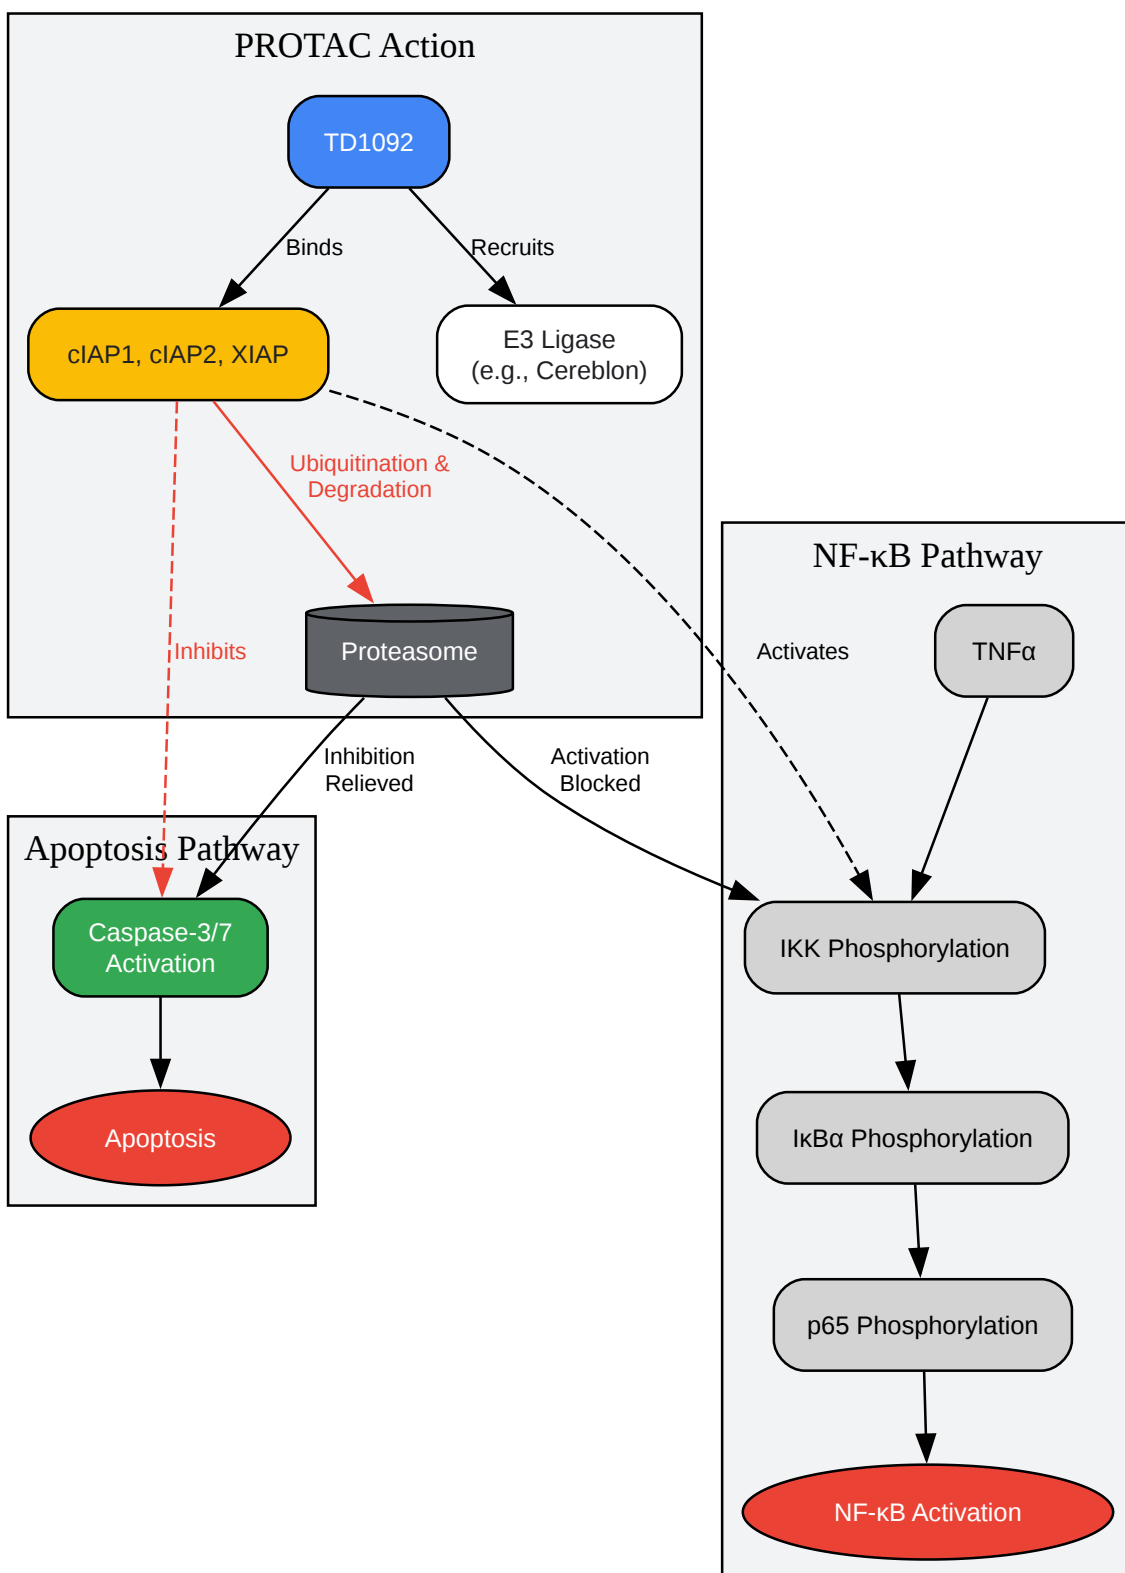 PROTAC Action
TD1092
Binds
Recruits
cIAP1, cIAP2, XIAP
E3 Ligase
(e.g., Cereblon)
Ubiquitination &
Degradation
NF-κB Pathway
Inhibits
Proteasome
Activates
TNFα
Inhibition
Relieved
Activation
Blocked
Apoptosis Pathway
Caspase-3/7
Activation
IKK Phosphorylation
Apoptosis
IκBα Phosphorylation
p65 Phosphorylation
NF-κB Activation